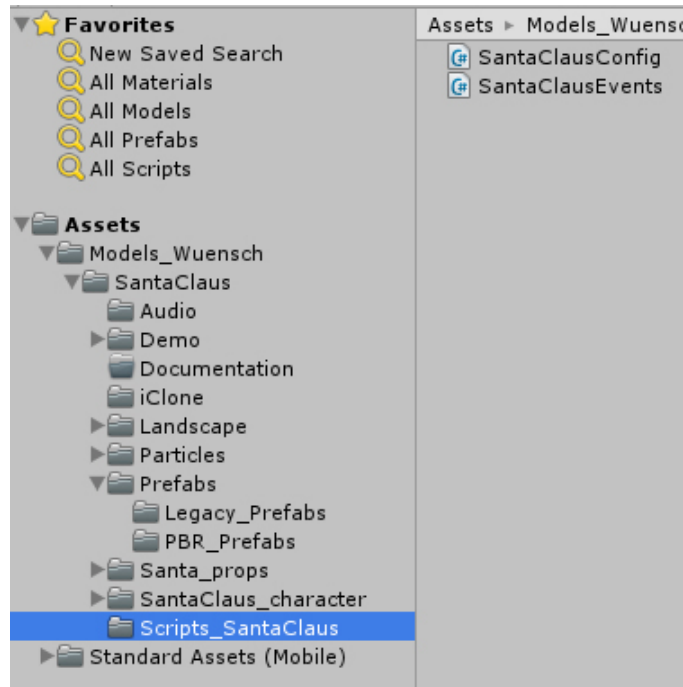 Favorites
New Saved Search
All Materials
All Models
All Prefabs
All Scripts
Assets
Models_Wuensch
SantaClaus
Audio
Demo
Documentation
iClone
Landscape
Particles
Prefabs
Legacy_Prefabs
PBR_Prefabs
Santa_props
SantaClaus_character
Scripts_SantaClaus
Standard Assets (Mobile)
Assets ▸ Models_Wuensc
SantaClausConfig
SantaClausEvents